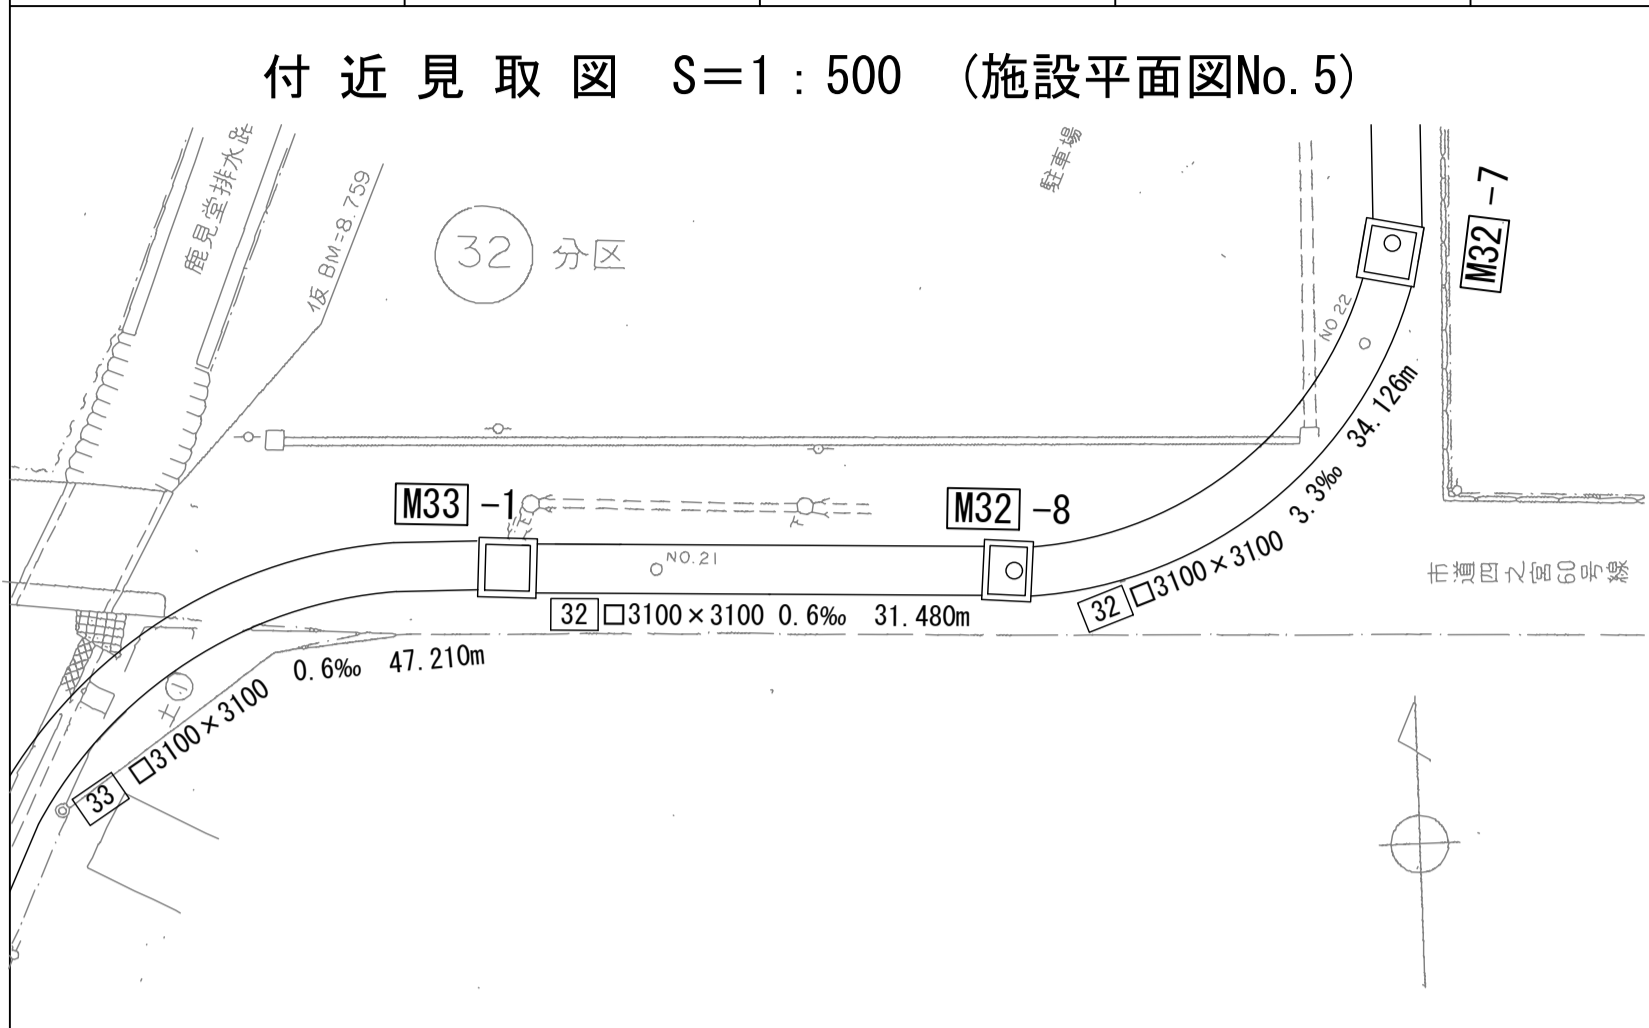 付近見取図 S=1:500 (施設平面図No.5)
鹿見堂排水路
仮 BM=8.759
32 分区
駐車場
M32 -7
NO.22
34.126m
3.3‰
32 □3100×3100
M33 -1
M32 -8
NO.21
32 □3100×3100 0.6‰ 31.480m
市道四之宮60号線
33 □3100×3100 0.6‰ 47.210m